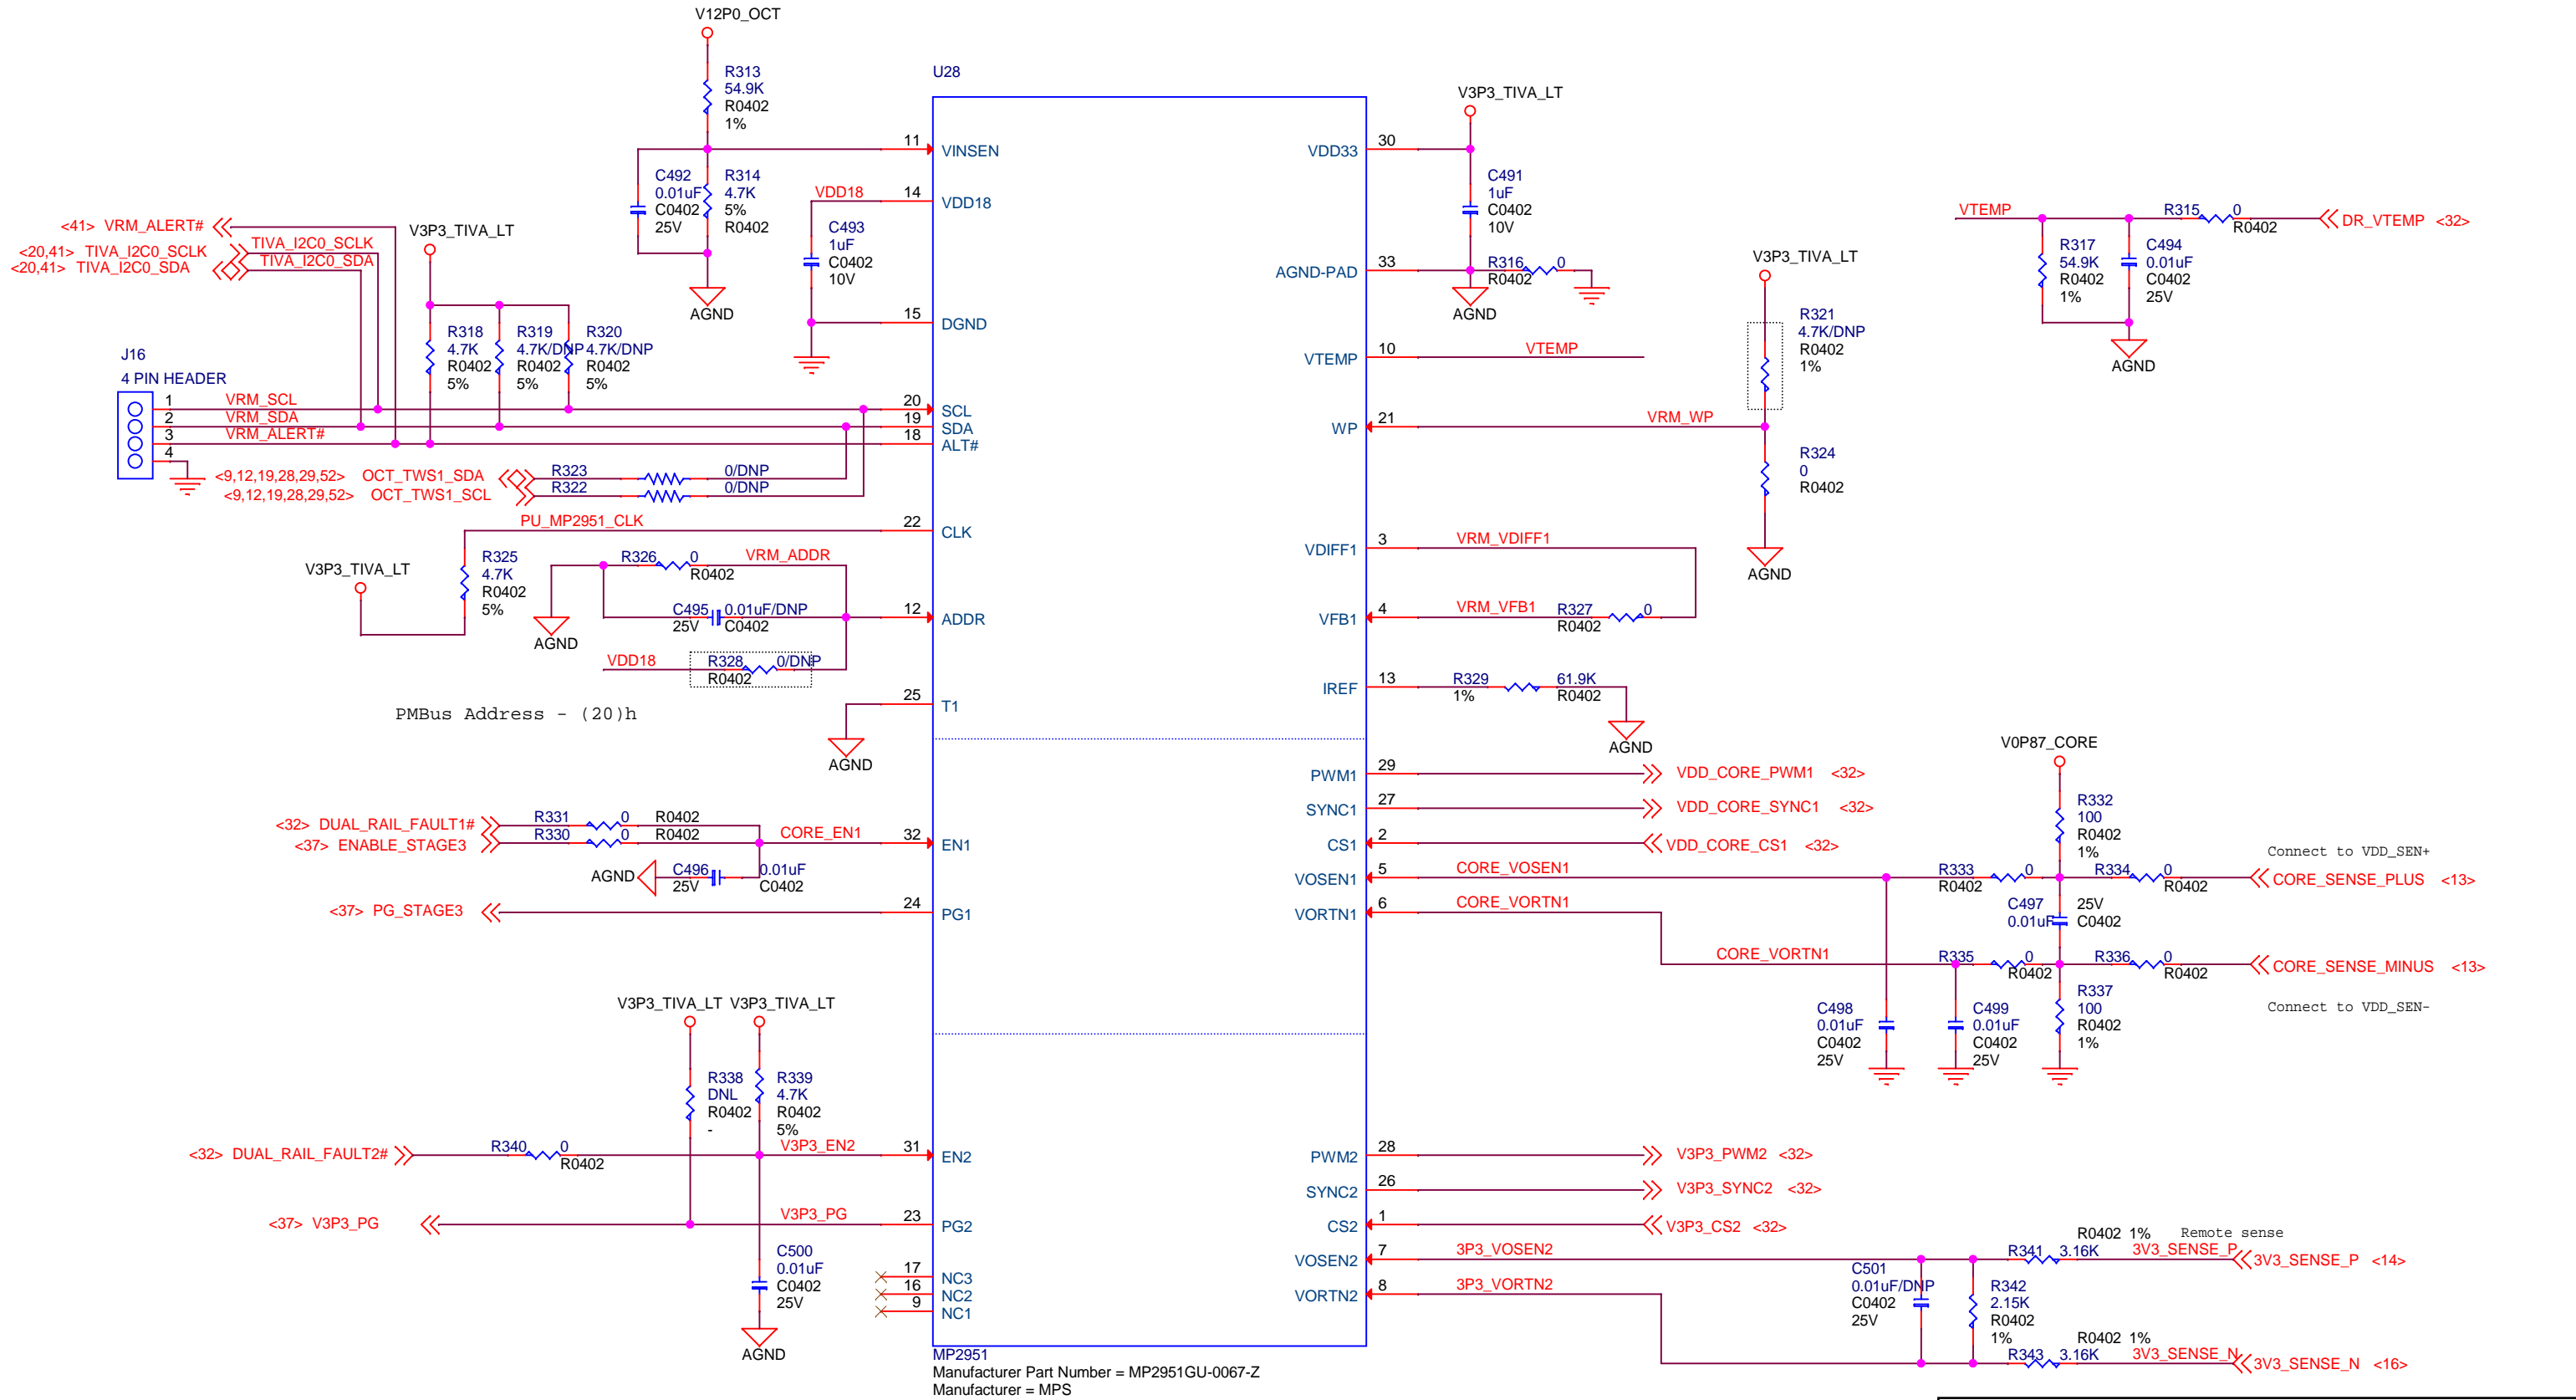 V12P0_OCT
R313
54.9K
R0402
1%
U28
11
VINSEN
C492
0.01uF
C0402
25V
R314
4.7K
5%
R0402
AGND
VDD18
14
VDD18
C493
1uF
C0402
10V
15
DGND
<41> VRM_ALERT#
<20,41> TIVA_I2C0_SCLK
TIVA_I2C0_SCLK
<20,41> TIVA_I2C0_SDA
TIVA_I2C0_SDA
V3P3_TIVA_LT
R318
4.7K
R0402
5%
R319
4.7K/DNP
R0402
5%
R320
4.7K/DNP
R0402
5%
J16
4 PIN HEADER
1
VRM_SCL
20
SCL
2
VRM_SDA
19
SDA
3
VRM_ALERT#
18
ALT#
4
<9,12,19,28,29,52> OCT_TWS1_SDA
R323
0/DNP
<9,12,19,28,29,52> OCT_TWS1_SCL
R322
0/DNP
PU_MP2951_CLK
22
CLK
V3P3_TIVA_LT
R325
4.7K
R0402
5%
R326
0
R0402
VRM_ADDR
C495
0.01uF/DNP
25V
C0402
12
ADDR
AGND
VDD18
R328
0/DNP
R0402
25
T1
PMBus Address - (20)h
AGND
<32> DUAL_RAIL_FAULT1#
R331
0
R0402
<37> ENABLE_STAGE3
R330
0
R0402
CORE_EN1
32
EN1
AGND
C496
25V
0.01uF
C0402
<37> PG_STAGE3
24
PG1
V3P3_TIVA_LT
V3P3_TIVA_LT
R338
DNL
R0402
-
R339
4.7K
R0402
5%
<32> DUAL_RAIL_FAULT2#
R340
0
R0402
V3P3_EN2
31
EN2
<37> V3P3_PG
V3P3_PG
23
PG2
C500
0.01uF
C0402
25V
AGND
17
NC3
16
NC2
9
NC1
MP2951
Manufacturer Part Number = MP2951GU-0067-Z
Manufacturer = MPS
V3P3_TIVA_LT
VDD33
30
C491
1uF
C0402
10V
AGND-PAD
33
R316
0
R0402
AGND
VTEMP
10
VTEMP
V3P3_TIVA_LT
R321
4.7K/DNP
R0402
1%
WP
21
VRM_WP
R324
0
R0402
AGND
VTEMP
R315
0
R0402
DR_VTEMP <32>
R317
54.9K
R0402
1%
C494
0.01uF
C0402
25V
AGND
VDIFF1
3
VRM_VDIFF1
VFB1
4
VRM_VFB1
R327
0
R0402
IREF
13
R329
1%
61.9K
R0402
AGND
PWM1
29
VDD_CORE_PWM1 <32>
SYNC1
27
VDD_CORE_SYNC1 <32>
CS1
2
VDD_CORE_CS1 <32>
VOSEN1
5
CORE_VOSEN1
VORTN1
6
CORE_VORTN1
CORE_VORTN1
V0P87_CORE
R332
100
R0402
1%
R333
0
R0402
R334
0
R0402
Connect to VDD_SEN+
CORE_SENSE_PLUS <13>
C497
0.01uF
25V
C0402
R335
0
R0402
R336
0
R0402
CORE_SENSE_MINUS <13>
Connect to VDD_SEN-
C498
0.01uF
C0402
25V
C499
0.01uF
C0402
25V
R337
100
R0402
1%
PWM2
28
V3P3_PWM2 <32>
SYNC2
26
V3P3_SYNC2 <32>
CS2
1
V3P3_CS2 <32>
VOSEN2
7
3P3_VOSEN2
VORTN2
8
3P3_VORTN2
R0402 1%
Remote sense
R341
3.16K
3V3_SENSE_P
3V3_SENSE_P <14>
C501
0.01uF/DNP
C0402
25V
R342
2.15K
R0402
1%
R0402 1%
R343
3.16K
3V3_SENSE_N
3V3_SENSE_N <16>